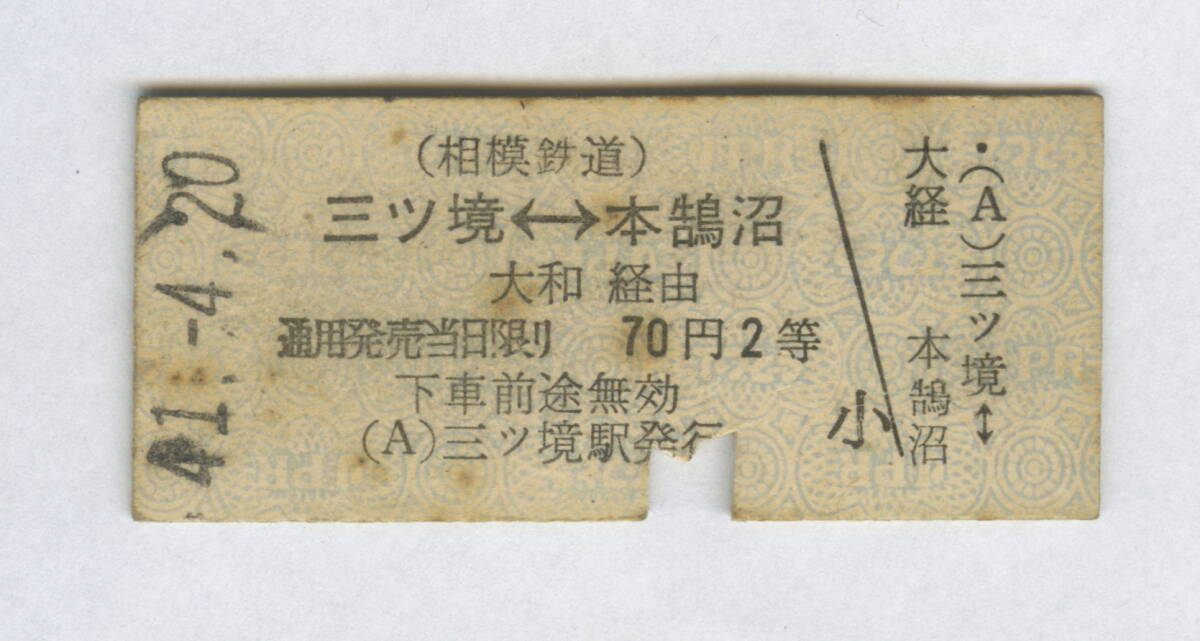 41.-4.20
(相模鉄道)
三ツ境↔本鵠沼
大和 経由
通用発売当日限り 70円2等
下車前途無効
(A)三ツ境駅発行
小
・(A)三ツ境↔
大経 本鵠沼